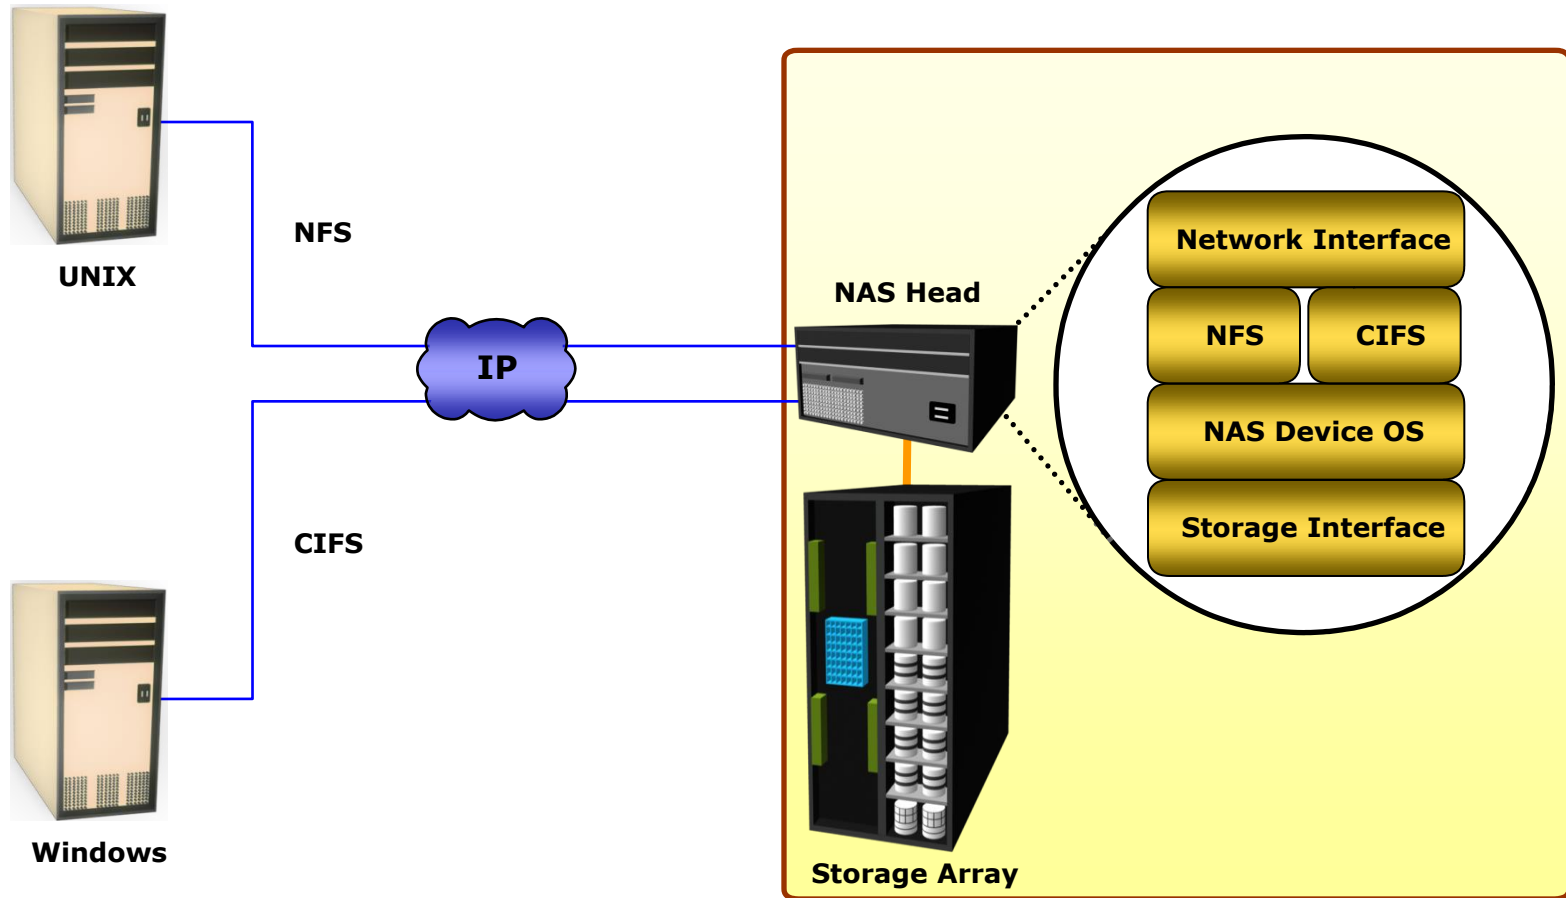 UNIX
NFS
IP
CIFS
Windows
NAS Head
Storage Array
Network Interface
NFS
CIFS
NAS Device OS
Storage Interface